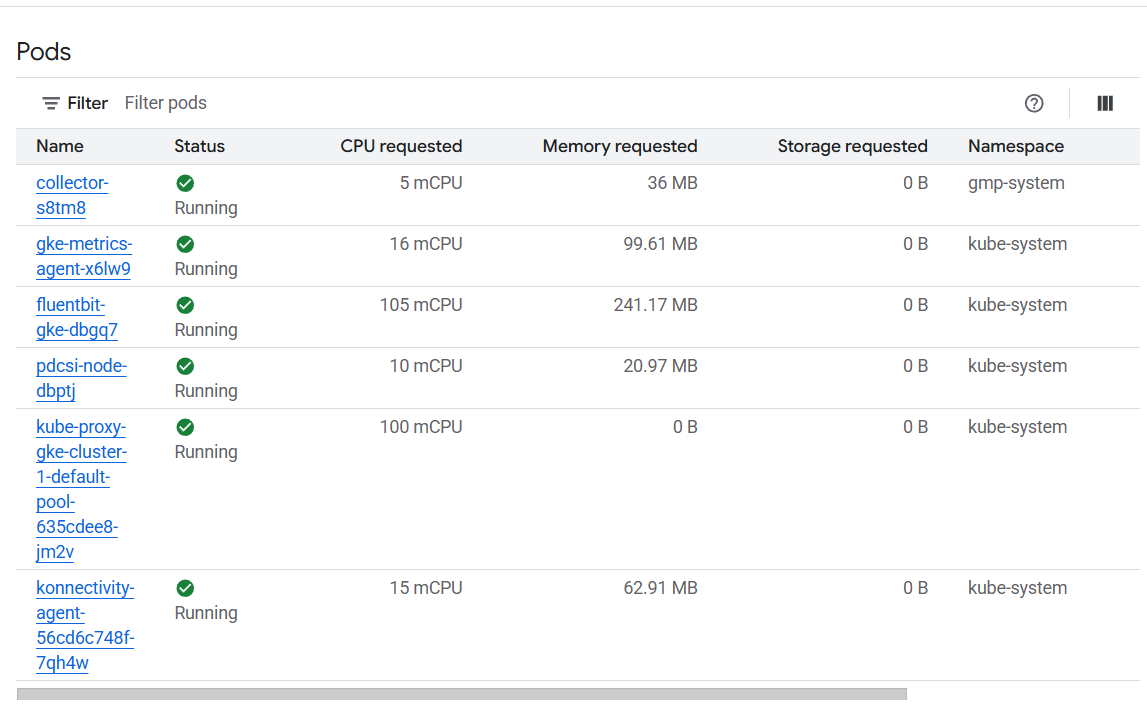 Pods
Filter Filter pods
Name Status CPU requested Memory requested Storage requested Namespace
collector- 5 mCPU 36 MB 0 B gmp-system
s8tm8 Running
gke-metrics- 16 mCPU 99.61 MB 0 B kube-system
agent-x6lw9 Running
fluentbit- 105 mCPU 241.17 MB 0 B kube-system
gke-dbgq7 Running
pdcsi-node- 10 mCPU 20.97 MB 0 B kube-system
dbptj Running
kube-proxy- 100 mCPU 0 B 0 B kube-system
gke-cluster- Running
1-default-
pool-
635cdee8-
jm2v
konnectivity- 15 mCPU 62.91 MB 0 B kube-system
agent- Running
56cd6c748f-
7qh4w